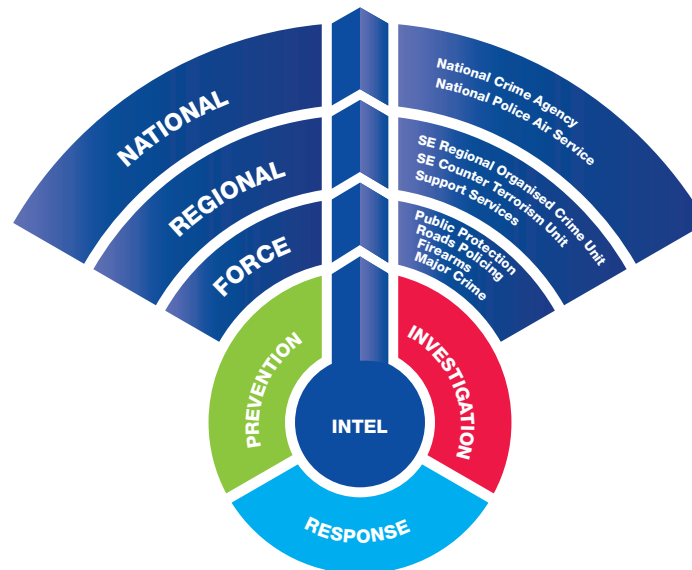 NATIONAL
National Crime Agency
National Police Air Service
REGIONAL
SE Regional Organised Crime Unit
SE Counter Terrorism Unit
Support Services
FORCE
Public Protection
Roads Policing
Firearms
Major Crime
PREVENTION
INVESTIGATION
INTEL
RESPONSE